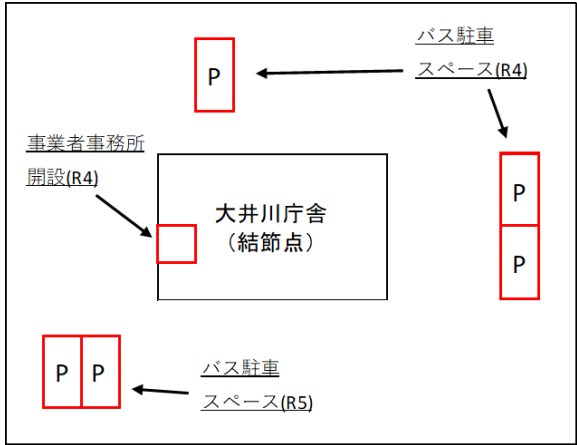 バス駐車
スペース(R4)
P
事業者事務所
開設(R4)
大井川庁舎
（結節点）
P
P
P P
バス駐車
スペース(R5)